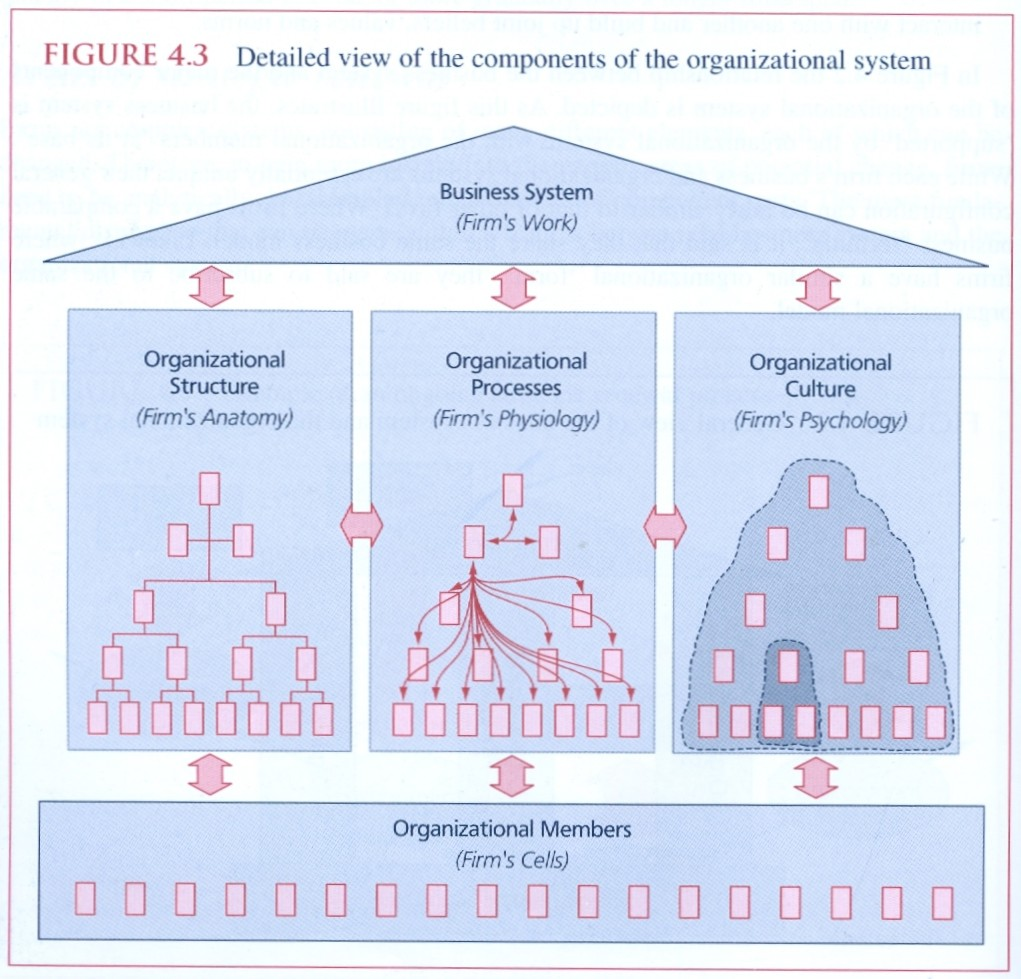 FIGURE 4.3 Detailed view of the components of the organizational system
Business System
(Firm's Work)
Organizational
Structure
(Firm's Anatomy)
Organizational
Processes
(Firm's Physiology)
Organizational
Culture
(Firm's Psychology)
Organizational Members
(Firm's Cells)